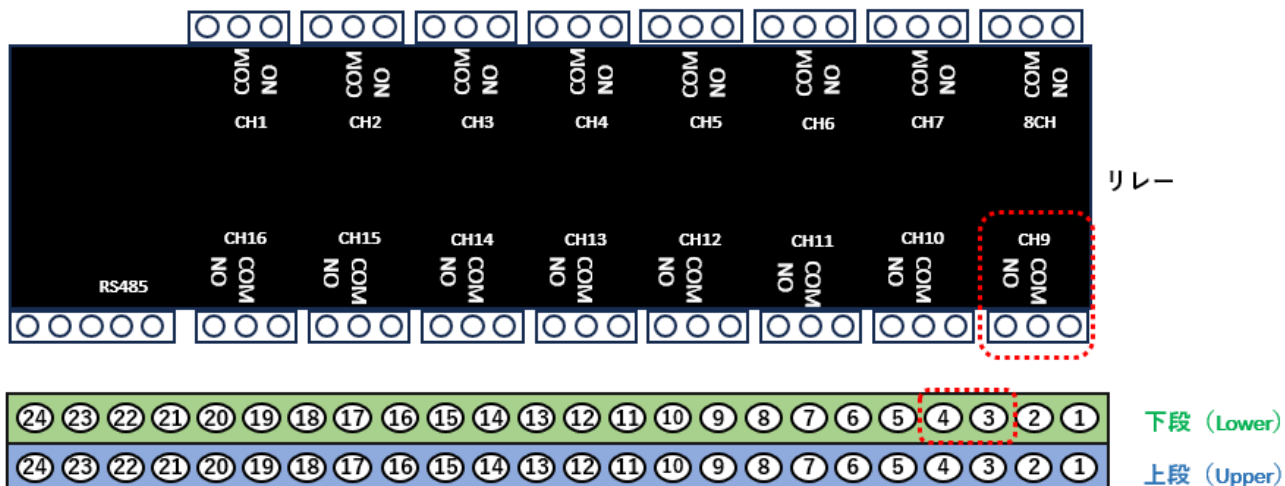 COM NO COM NO COM NO COM NO COM NO COM NO COM NO COM NO
CH1 CH2 CH3 CH4 CH5 CH6 CH7 8CH
リレー
CH16 CH15 CH14 CH13 CH12 CH11 CH10 CH9
NO COM NO COM NO COM NO COM NO COM NO COM NO COM NO COM
RS485
24 23 22 21 20 19 18 17 16 15 14 13 12 11 10 9 8 7 6 5 4 3 2 1 下段（Lower）
24 23 22 21 20 19 18 17 16 15 14 13 12 11 10 9 8 7 6 5 4 3 2 1 上段（Upper）